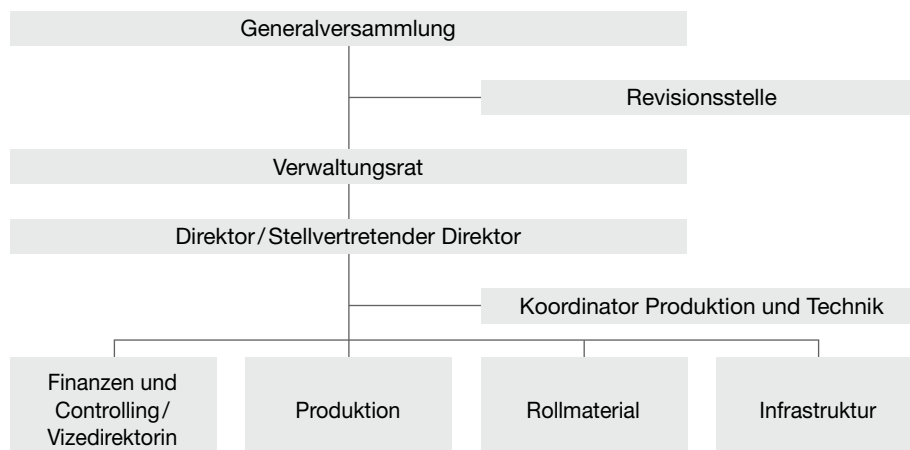 Generalversammlung
Revisionsstelle
Verwaltungsrat
Direktor/Stellvertretender Direktor
Koordinator Produktion und Technik
Finanzen und
Controlling/
Vizedirektorin
Produktion
Rollmaterial
Infrastruktur